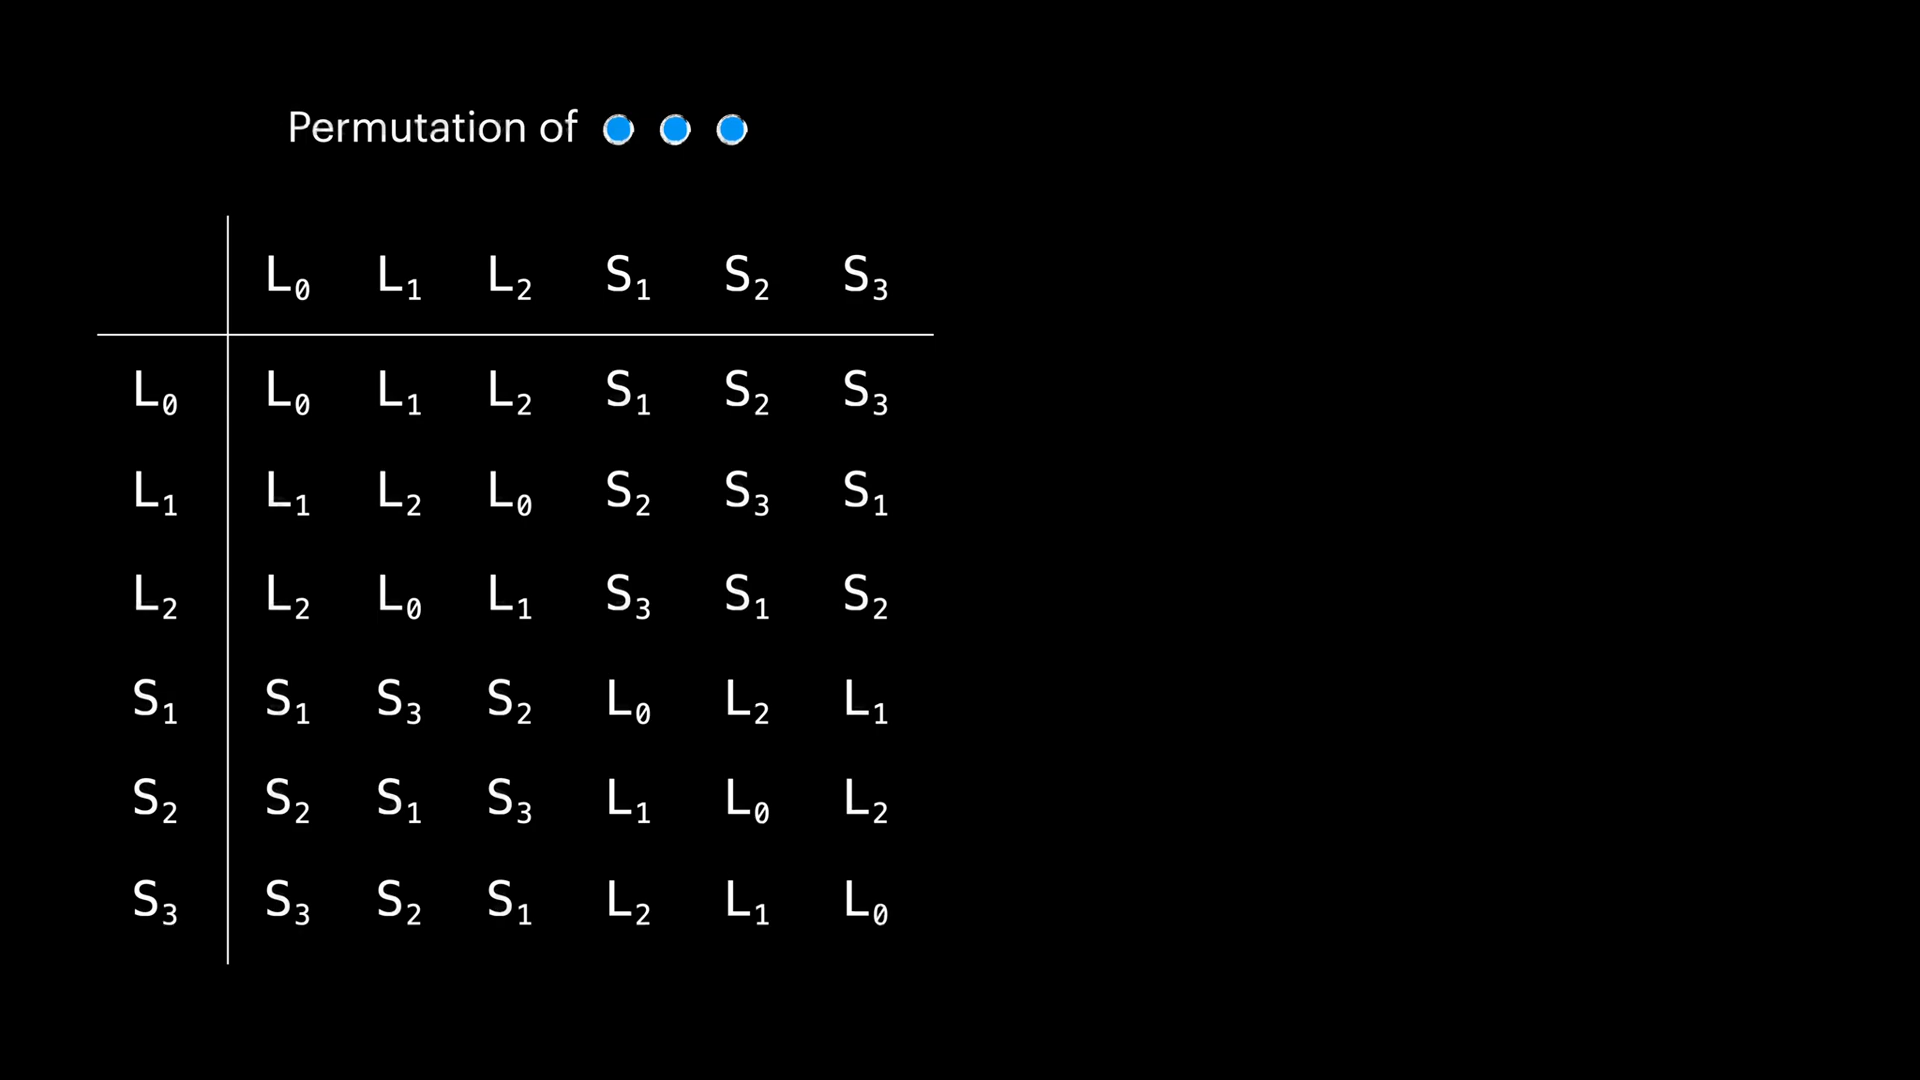 Permutation of
L₀ L₁ L₂ S₁ S₂ S₃
L₀ L₀ L₁ L₂ S₁ S₂ S₃
L₁ L₁ L₂ L₀ S₂ S₃ S₁
L₂ L₂ L₀ L₁ S₃ S₁ S₂
S₁ S₁ S₃ S₂ L₀ L₂ L₁
S₂ S₂ S₁ S₃ L₁ L₀ L₂
S₃ S₃ S₂ S₁ L₂ L₁ L₀